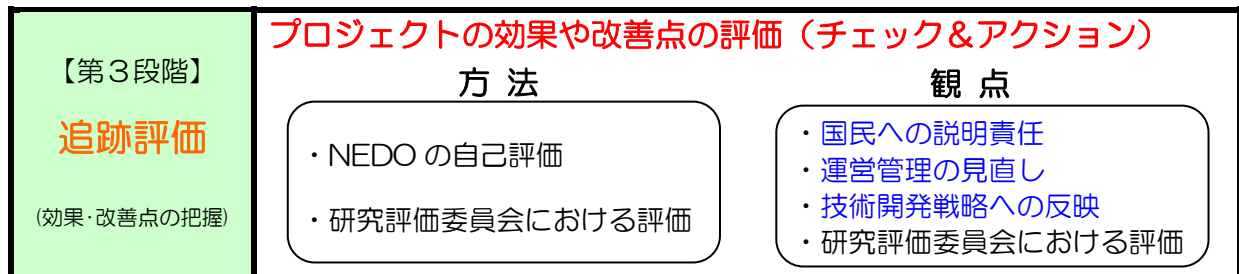 【第3段階】
追跡評価
(効果・改善点の把握)
プロジェクトの効果や改善点の評価（チェック＆アクション）
方 法
・NEDO の自己評価
・研究評価委員会における評価
観 点
・国民への説明責任
・運営管理の見直し
・技術開発戦略への反映
・研究評価委員会における評価